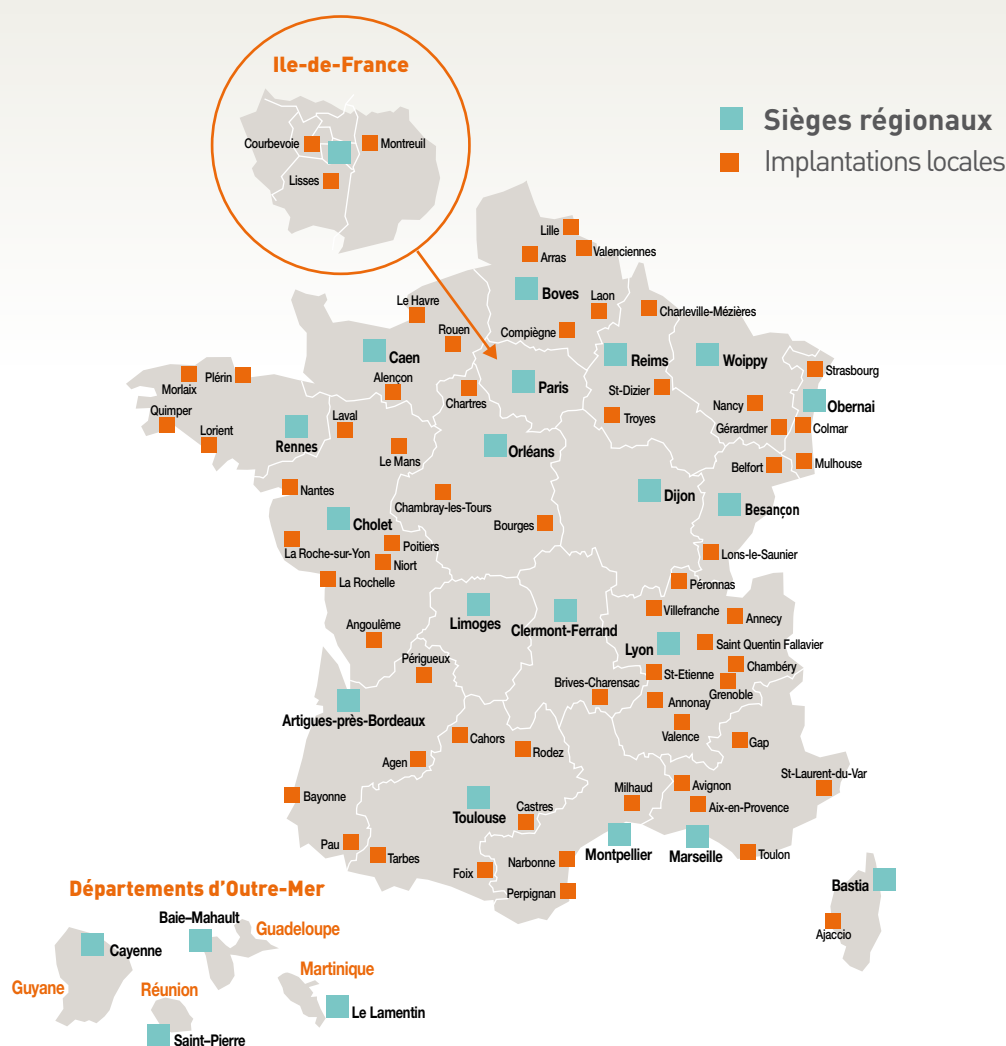 Ile-de-France
Courbevoie
Montreuil
Lisses
Sièges régionaux
Implantations locales
Lille
Valenciennes
Arras
Boves
Laon
Charleville-Mézières
Le Havre
Compiègne
Rouen
Caen
Reims
Woippy
Strasbourg
Alençon
Paris
St-Dizier
Plérin
Morlaix
Chartres
Nancy
Obernai
Quimper
Laval
Troyes
Gérardmer
Colmar
Lorient
Rennes
Le Mans
Orléans
Belfort
Mulhouse
Nantes
Dijon
Chambray-les-Tours
Besançon
Cholet
Bourges
La Roche-sur-Yon
Poitiers
Lons-le-Saunier
Niort
La Rochelle
Péronnas
Villefranche
Annecy
Angoulême
Limoges
Clermont-Ferrand
Lyon
Saint Quentin Fallavier
Périgueux
Chambéry
St-Etienne
Brives-Charensac
Grenoble
Annonay
Artigues-près-Bordeaux
Valence
Cahors
Gap
Rodez
Agen
St-Laurent-du-Var
Bayonne
Milhaud
Avignon
Castres
Aix-en-Provence
Toulouse
Pau
Montpellier
Marseille
Toulon
Tarbes
Narbonne
Foix
Perpignan
Bastia
Ajaccio
Départements d’Outre-Mer
Baie–Mahault
Guadeloupe
Cayenne
Martinique
Guyane
Réunion
Le Lamentin
Saint–Pierre